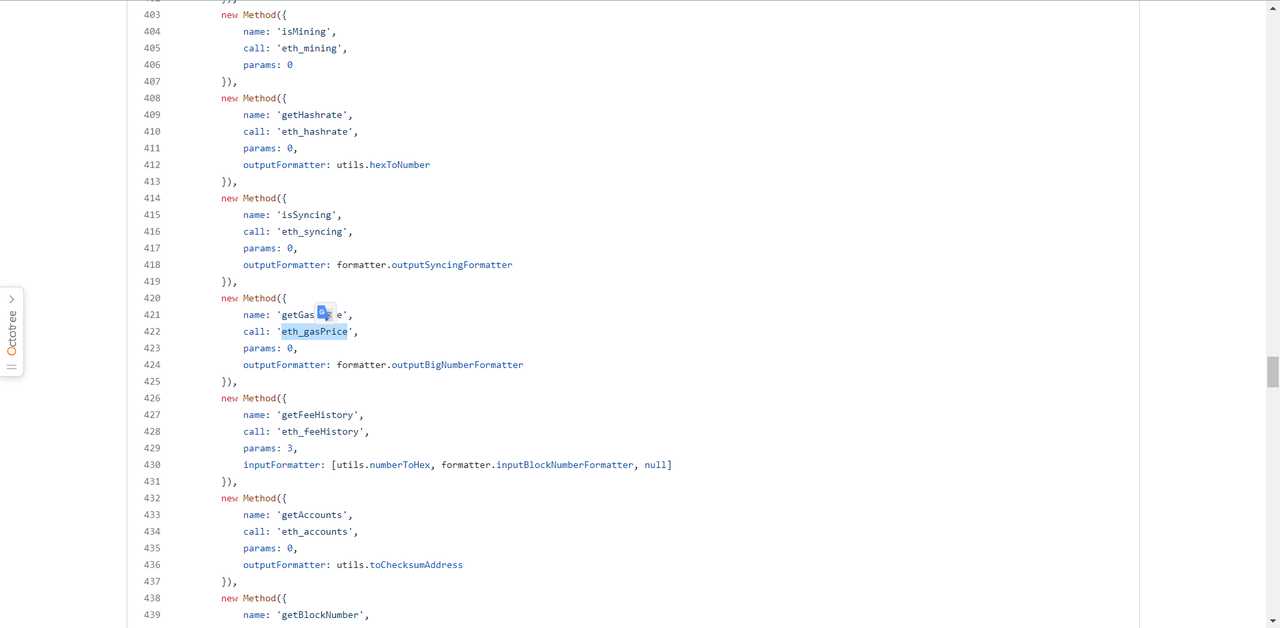 403 new Method({
404 name: 'isMining',
405 call: 'eth_mining',
406 params: 0
407 }),
408 new Method({
409 name: 'getHashrate',
410 call: 'eth_hashrate',
411 params: 0,
412 outputFormatter: utils.hexToNumber
413 }),
414 new Method({
415 name: 'isSyncing',
416 call: 'eth_syncing',
417 params: 0,
418 outputFormatter: formatter.outputSyncingFormatter
419 }),
420 new Method({
421 name: 'getGas e',
422 call: 'eth_gasPrice',
423 params: 0,
424 outputFormatter: formatter.outputBigNumberFormatter
425 }),
426 new Method({
427 name: 'getFeeHistory',
428 call: 'eth_feeHistory',
429 params: 3,
430 inputFormatter: [utils.numberToHex, formatter.inputBlockNumberFormatter, null]
431 }),
432 new Method({
433 name: 'getAccounts',
434 call: 'eth_accounts',
435 params: 0,
436 outputFormatter: utils.toChecksumAddress
437 }),
438 new Method({
439 name: 'getBlockNumber',
Octotree